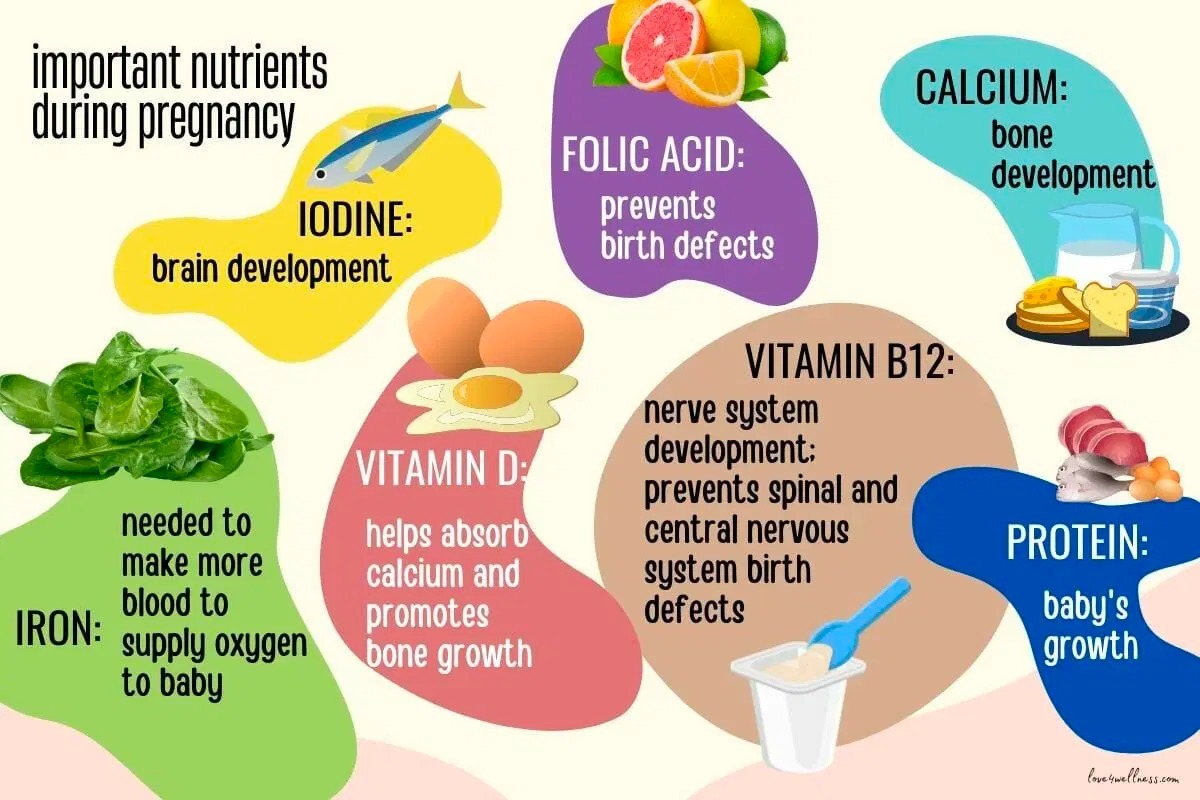 important nutrients
during pregnancy
IODINE:
brain development
FOLIC ACID:
prevents
birth defects
CALCIUM:
bone
development
IRON:
needed to
make more
blood to
supply oxygen
to baby
VITAMIN D:
helps absorb
calcium and
promotes
bone growth
VITAMIN B12:
nerve system
development:
prevents spinal and
central nervous
system birth
defects
PROTEIN:
baby's
growth
love4wellness.com